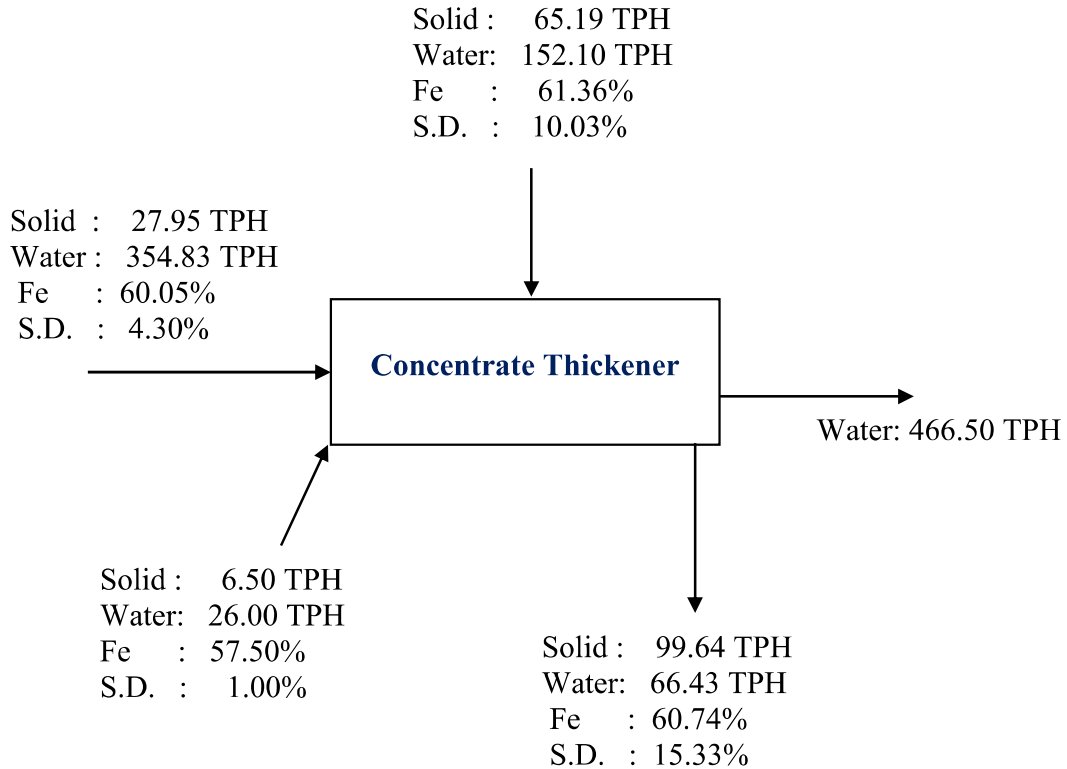 Solid : 65.19 TPH
Water: 152.10 TPH
Fe : 61.36%
S.D. : 10.03%
Solid : 27.95 TPH
Water : 354.83 TPH
Fe : 60.05%
S.D. : 4.30%
Concentrate Thickener
Water: 466.50 TPH
Solid : 6.50 TPH
Water: 26.00 TPH
Fe : 57.50%
S.D. : 1.00%
Solid : 99.64 TPH
Water: 66.43 TPH
Fe : 60.74%
S.D. : 15.33%